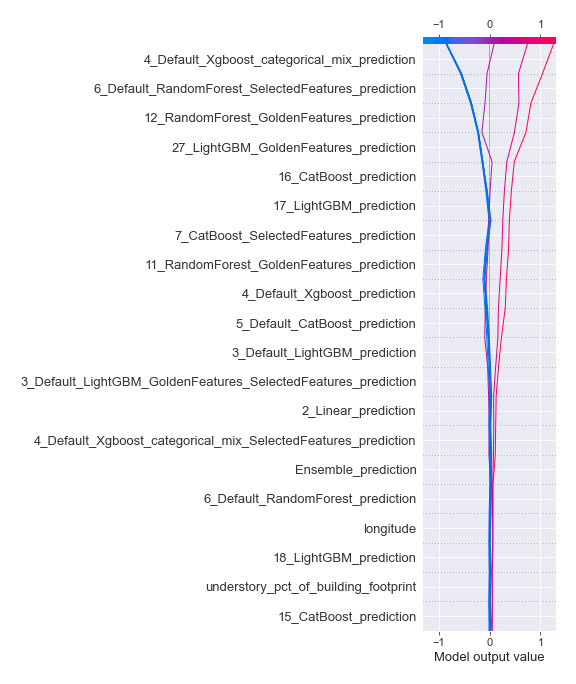 −1 0 1
4_Default_Xgboost_categorical_mix_prediction
6_Default_RandomForest_SelectedFeatures_prediction
12_RandomForest_GoldenFeatures_prediction
27_LightGBM_GoldenFeatures_prediction
16_CatBoost_prediction
17_LightGBM_prediction
7_CatBoost_SelectedFeatures_prediction
11_RandomForest_GoldenFeatures_prediction
4_Default_Xgboost_prediction
5_Default_CatBoost_prediction
3_Default_LightGBM_prediction
3_Default_LightGBM_GoldenFeatures_SelectedFeatures_prediction
2_Linear_prediction
4_Default_Xgboost_categorical_mix_SelectedFeatures_prediction
Ensemble_prediction
6_Default_RandomForest_prediction
longitude
18_LightGBM_prediction
understory_pct_of_building_footprint
15_CatBoost_prediction
−1 0 1
Model output value